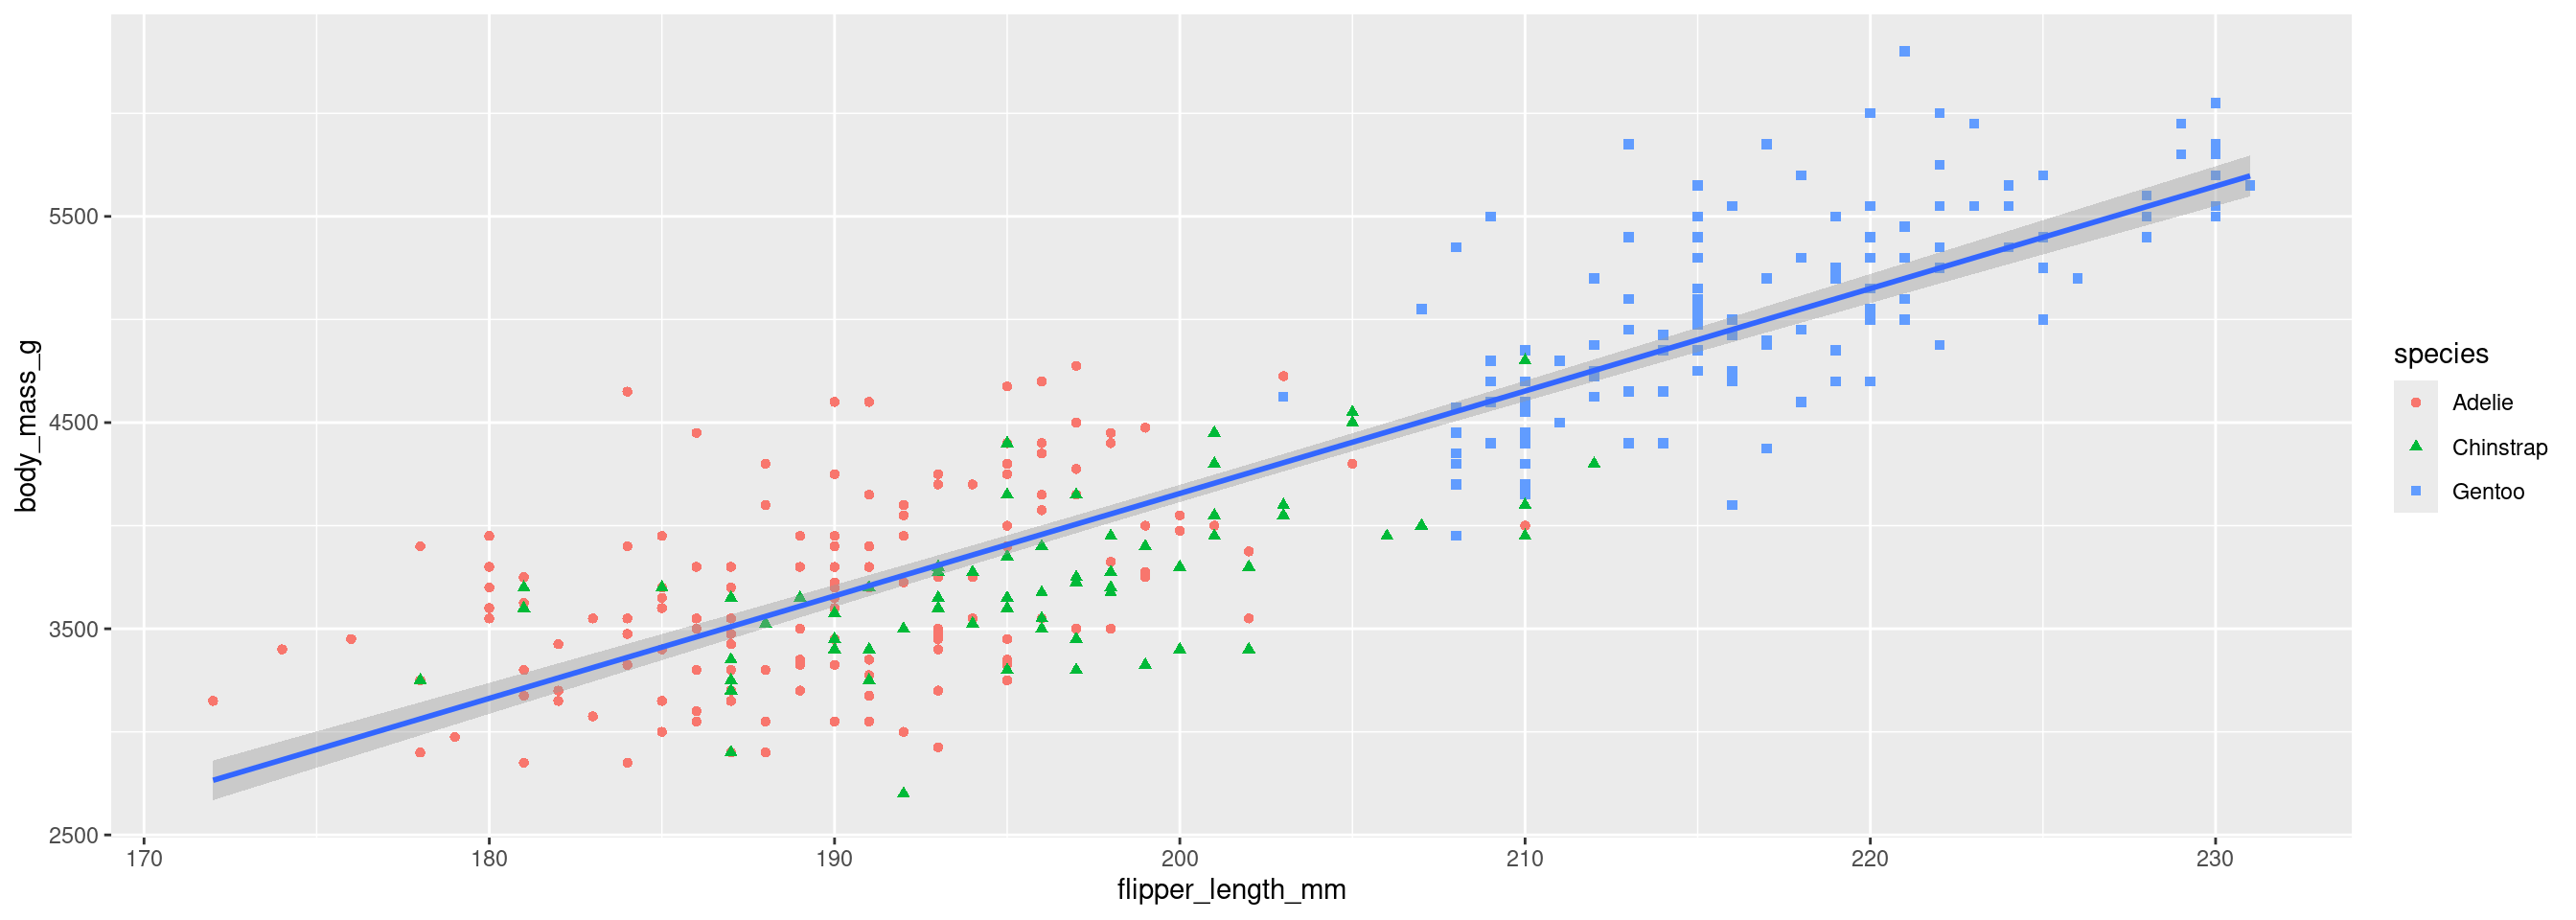 body_mass_g
5500
4500
3500
2500
170 180 190 200 210 220 230
flipper_length_mm
species
Adelie
Chinstrap
Gentoo